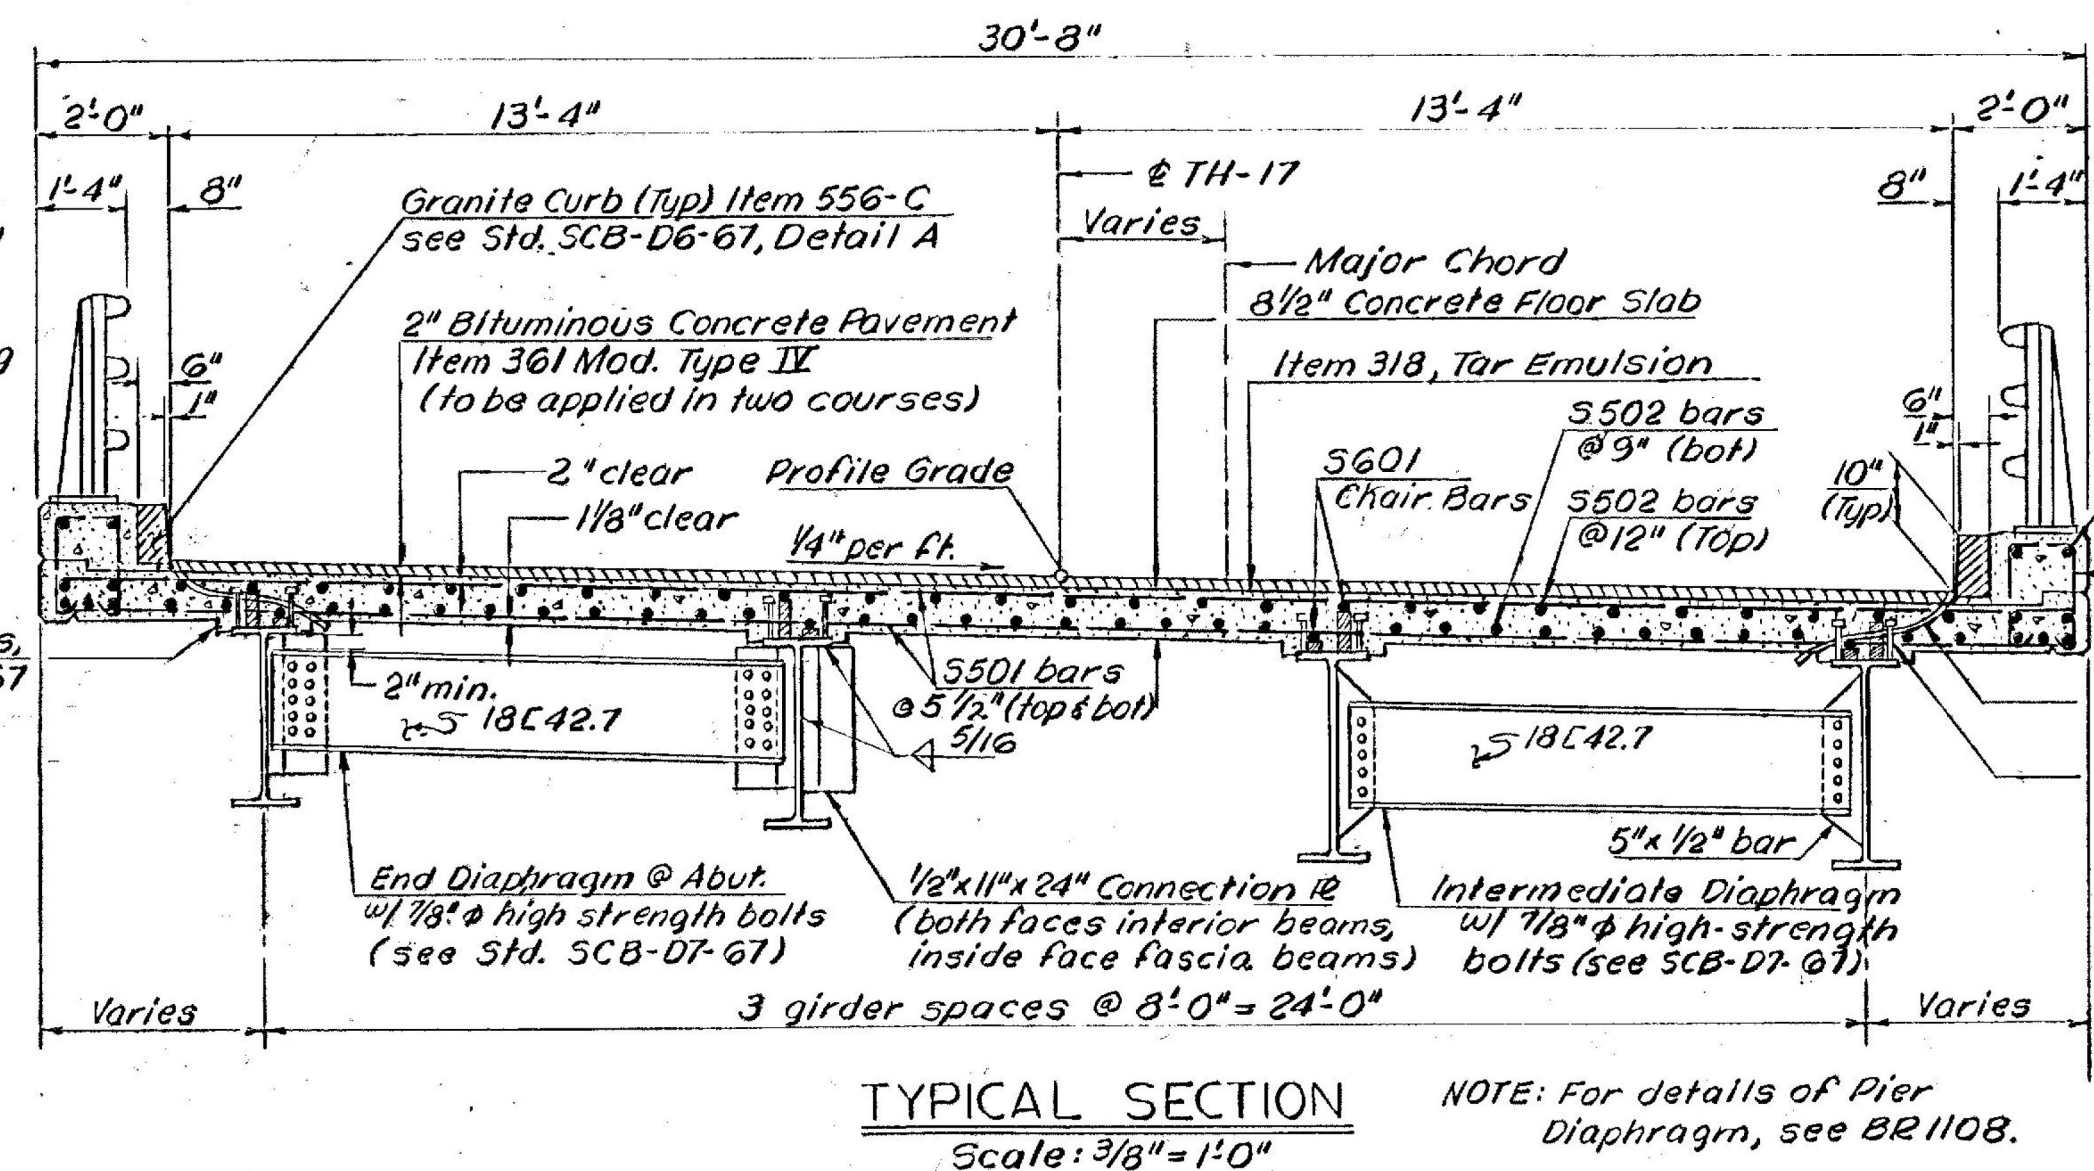 30'-8"
2'-0"
13'-4"
13'-4"
2'-0"
1'-4"
8"
℄ TH-17
8"
1'-4"
Granite Curb (Typ) Item 556-C
see Std. SCB-D6-67, Detail A
Varies
Major Chord
8½" Concrete Floor Slab
2" Bituminous Concrete Pavement
Item 361 Mod. Type IV
(to be applied in two courses)
Item 318, Tar Emulsion
6"
1"
6"
1"
S502 bars
@ 9" (bot)
S601
Chair Bars
S502 bars
@ 12" (Top)
10"
(Typ)
2" clear
1⅛" clear
Profile Grade
¼" per ft.
67
2" min.
18[42.7
S501 bars
@ 5½" (top & bot)
5/16
18[42.7
5"x ½" bar
End Diaphragm @ Abut.
w/ ⅞" ϕ high strength bolts
(see Std. SCB-D7-67)
½"x11"x24" Connection ℄
(both faces interior beams,
inside face fascia beams)
Intermediate Diaphragm
w/ ⅞" ϕ high-strength
bolts (see SCB-D7-67)
Varies
3 girder spaces @ 8'-0" = 24'-0"
Varies
TYPICAL SECTION
Scale: 3/8" = 1'-0"
NOTE: For details of Pier
Diaphragm, see BR1108.